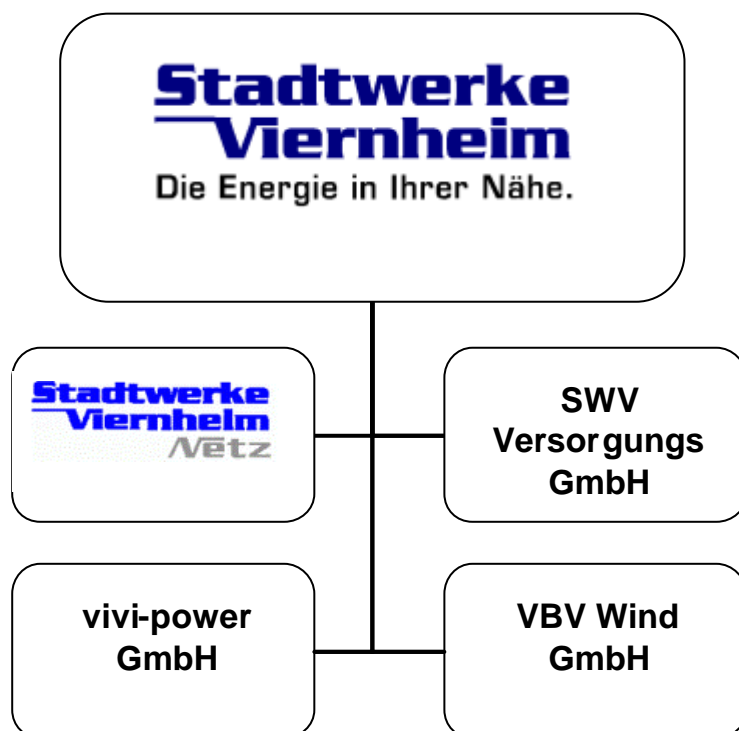 Stadtwerke
Viernheim
Die Energie in Ihrer Nähe.
Stadtwerke
Viernheim
Netz
SWV
Versorgungs
GmbH
vivi-power
GmbH
VBV Wind
GmbH